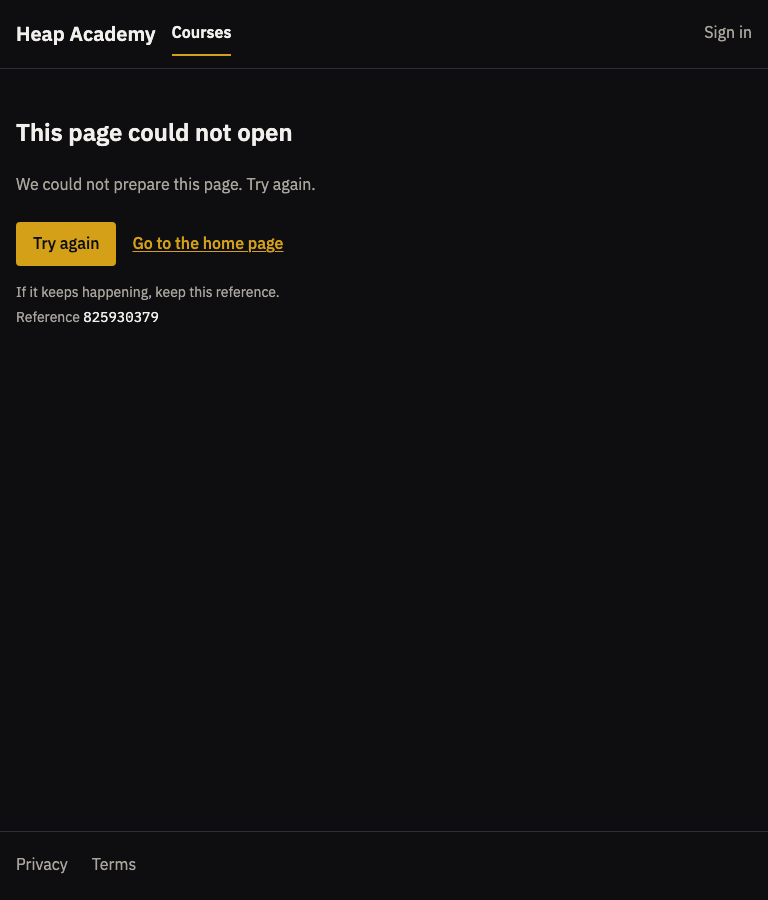 Heap Academy Courses Sign in
This page could not open
We could not prepare this page. Try again.
Try again Go to the home page
If it keeps happening, keep this reference.
Reference 825930379
Privacy Terms